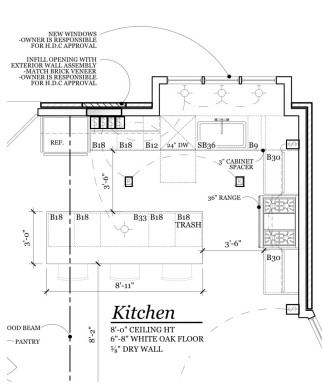 NEW WINDOWS
-OWNER IS RESPONSIBLE
FOR H.D.C APPROVAL
INFILL OPENING WITH
EXTERIOR WALL ASSEMBLY
-MATCH BRICK VENEER
-OWNER IS RESPONSIBLE
FOR H.D.C APPROVAL
REF.
B18
B18
B12
24" DW
SB36
B9
3" CABINET
SPACER
B30
3'-6"
36" RANGE
B18
B18
B33
B18
B18
TRASH
3'-0"
3'-6"
B30
8'-11"
Kitchen
8'-0" CEILING HT
6"-8" WHITE OAK FLOOR
⅝" DRY WALL
8'-2"
OOD BEAM
PANTRY